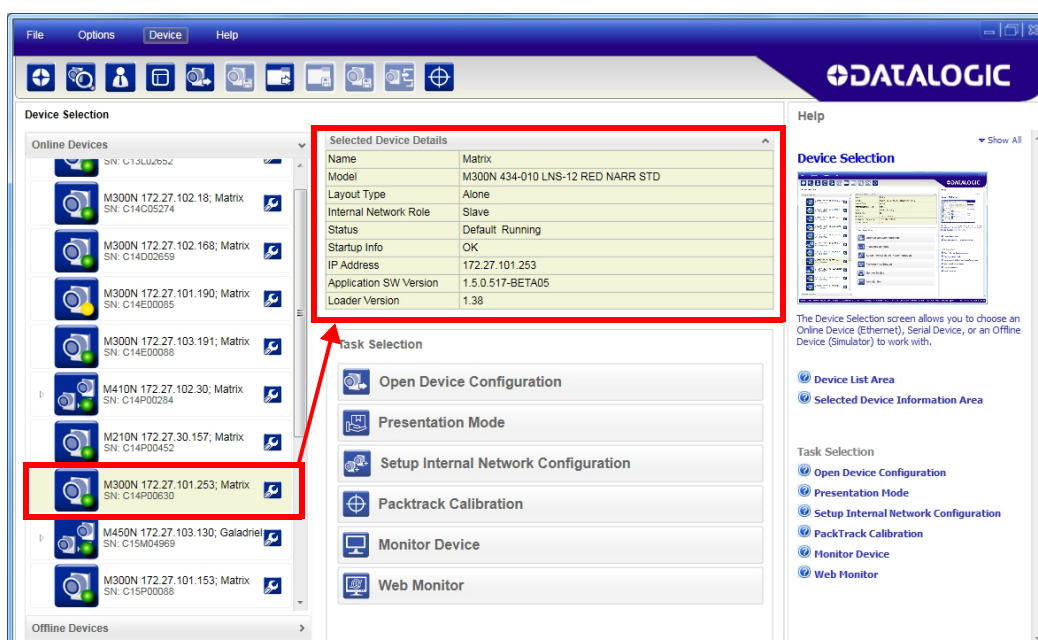 File Options Device Help
DATALOGIC
Device Selection
Online Devices
SN: C13L02652
M300N 172.27.102.18; Matrix
SN: C14C05274
M300N 172.27.102.168; Matrix
SN: C14D02659
M300N 172.27.101.190; Matrix
SN: C14E00085
M300N 172.27.103.191; Matrix
SN: C14E00088
M410N 172.27.102.30; Matrix
SN: C14P00284
M210N 172.27.30.157; Matrix
SN: C14P00452
M300N 172.27.101.253; Matrix
SN: C14P00630
M450N 172.27.103.130; Galadriel
SN: C15M04969
M300N 172.27.101.153; Matrix
SN: C15P00088
Offline Devices
Selected Device Details
Name Matrix
Model M300N 434-010 LNS-12 RED NARR STD
Layout Type Alone
Internal Network Role Slave
Status Default Running
Startup Info OK
IP Address 172.27.101.253
Application SW Version 1.5.0.517-BETA05
Loader Version 1.38
Task Selection
Open Device Configuration
Presentation Mode
Setup Internal Network Configuration
Packtrack Calibration
Monitor Device
Web Monitor
Help
Show All
Device Selection
The Device Selection screen allows you to choose an
Online Device (Ethernet), Serial Device, or an Offline
Device (Simulator) to work with.
Device List Area
Selected Device Information Area
Task Selection
Open Device Configuration
Presentation Mode
Setup Internal Network Configuration
PackTrack Calibration
Monitor Device
Web Monitor